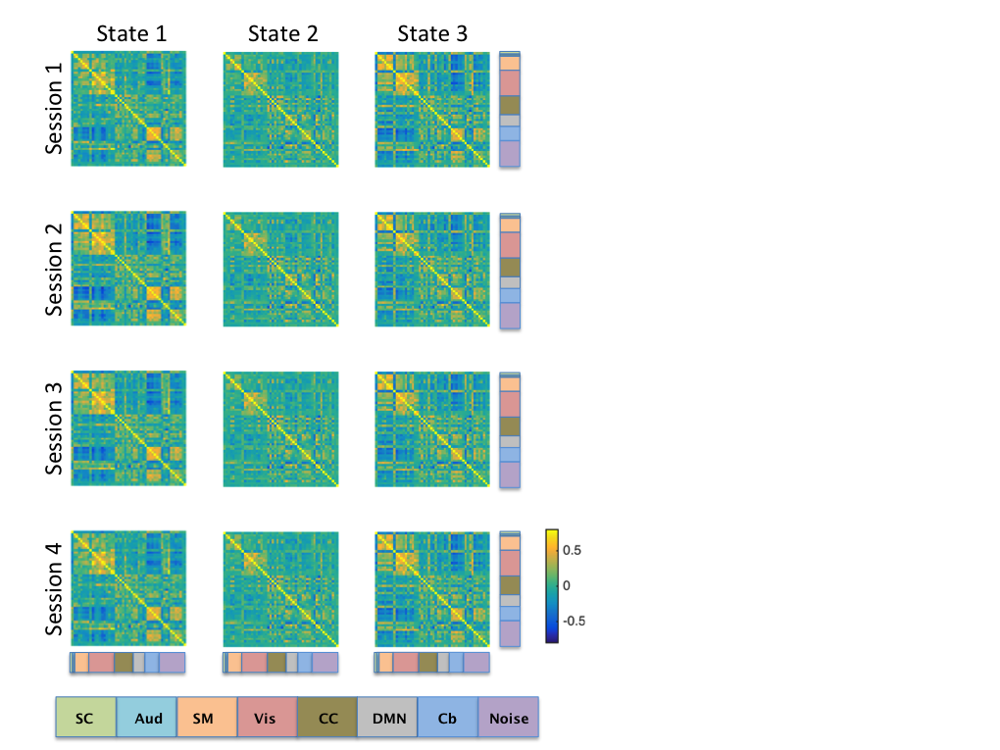 State 1 State 2 State 3
Session 1
Session 2
Session 3
Session 4
0.5
0
-0.5
SC Aud SM Vis CC DMN Cb Noise